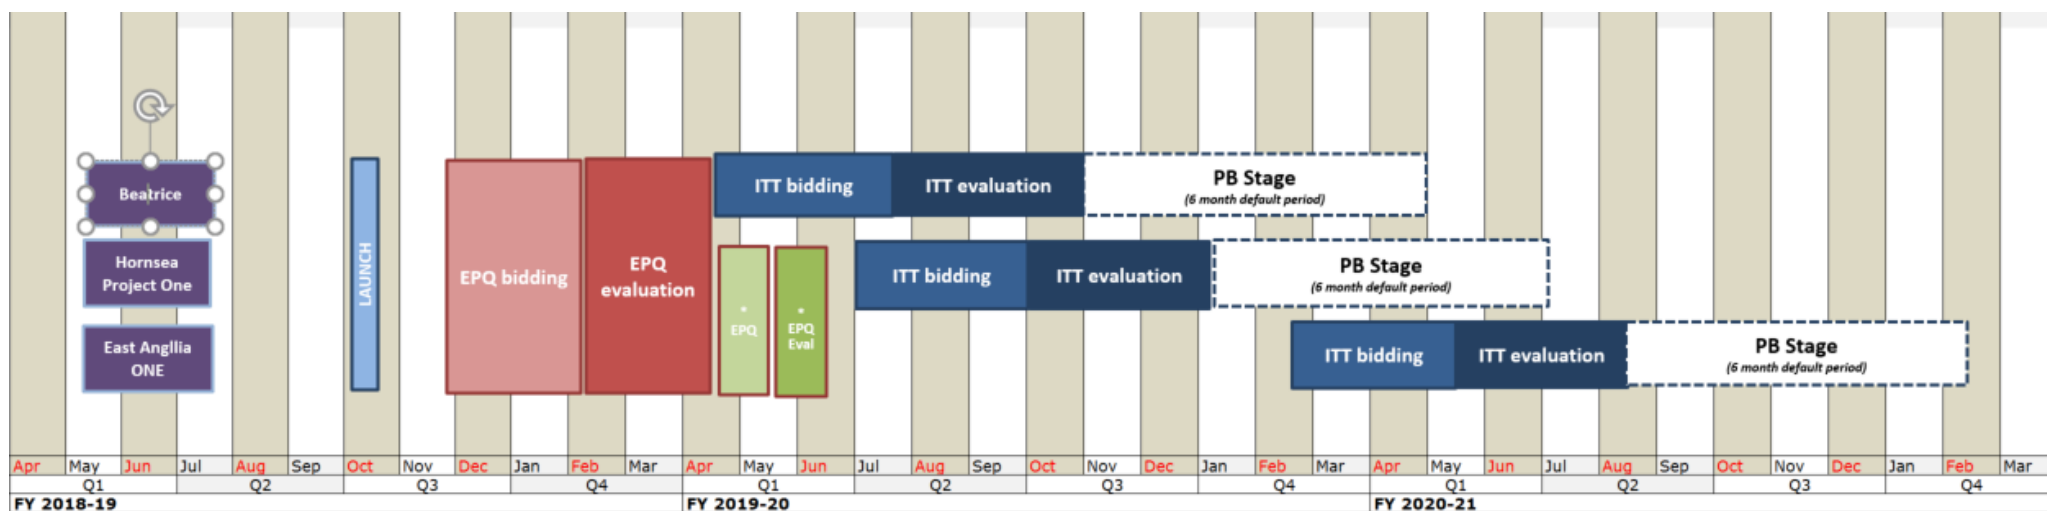 Beatrice
Hornsea
Project One
East Angllia
ONE
LAUNCH
EPQ bidding
EPQ
evaluation
*
EPQ
*
EPQ
Eval
ITT bidding
ITT evaluation
PB Stage
(6 month default period)
ITT bidding
ITT evaluation
PB Stage
(6 month default period)
ITT bidding
ITT evaluation
PB Stage
(6 month default period)
Apr May Jun Jul Aug Sep Oct Nov Dec Jan Feb Mar Apr May Jun Jul Aug Sep Oct Nov Dec Jan Feb Mar Apr May Jun Jul Aug Sep Oct Nov Dec Jan Feb Mar
Q1 Q2 Q3 Q4 Q1 Q2 Q3 Q4 Q1 Q2 Q3 Q4
FY 2018-19 FY 2019-20 FY 2020-21